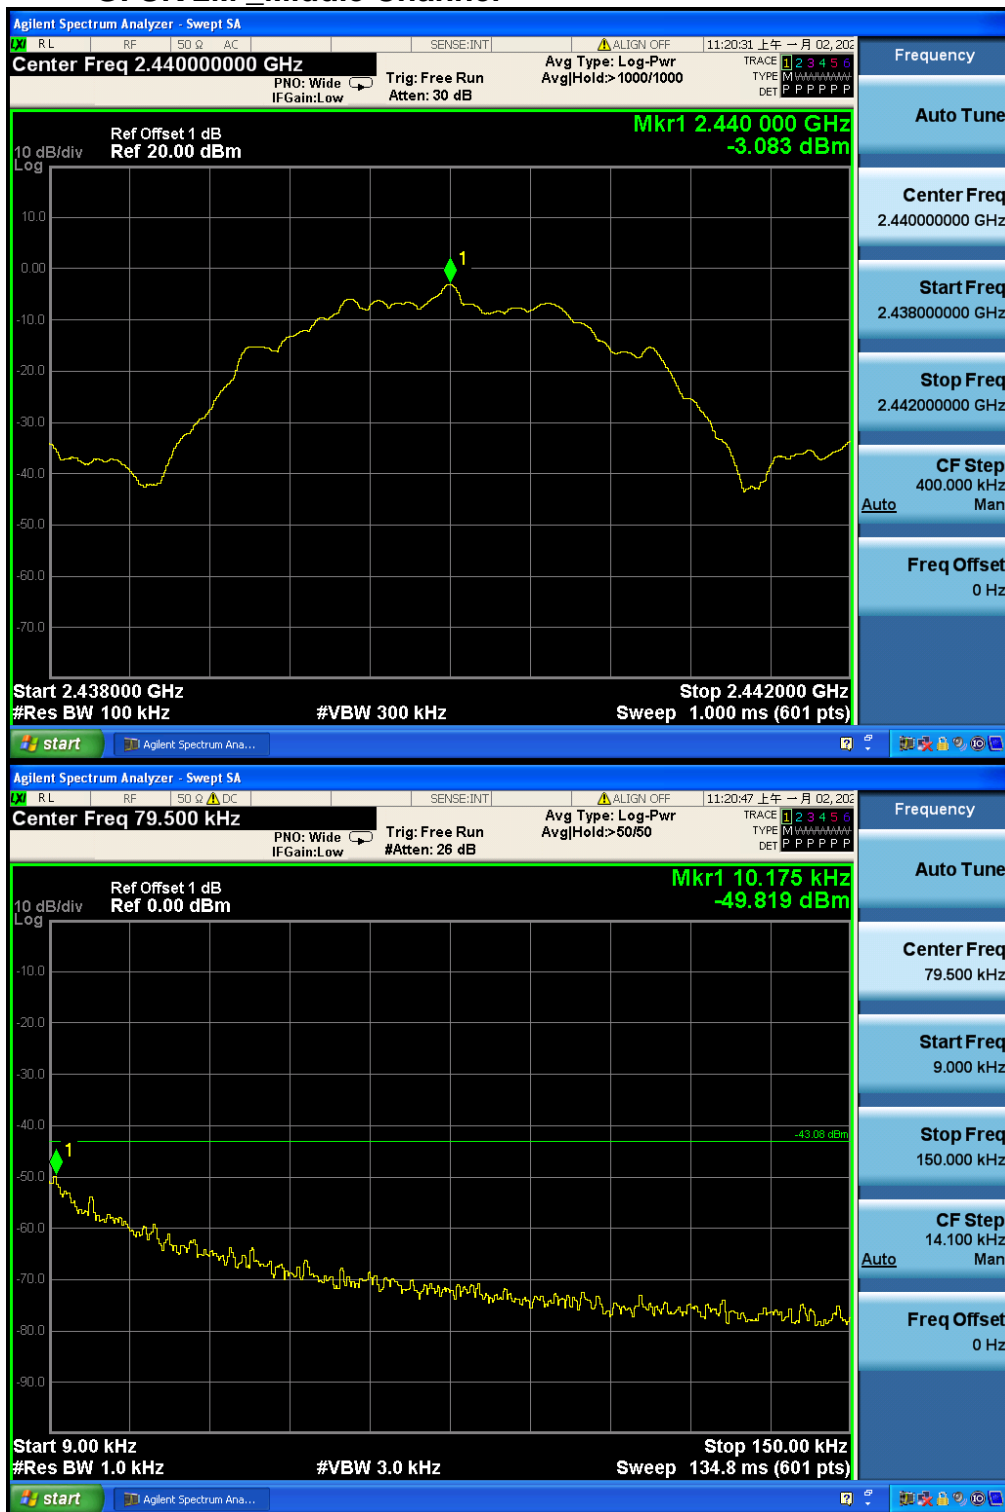 Middle Channel
Agilent Spectrum Analyzer - Swept SA
LXI RL RF 50 Ω AC SENSE:INT ALIGN OFF 11:20:31 上午 一月 02, 202
Center Freq 2.440000000 GHz
PNO: Wide
IFGain:Low
Trig: Free Run
Atten: 30 dB
Avg Type: Log-Pwr
Avg|Hold:>1000/1000
TRACE 1 2 3 4 5 6
TYPE M
DET P P P P P P
Mkr1 2.440 000 GHz
-3.083 dBm
Ref Offset 1 dB
10 dB/div Ref 20.00 dBm
Log
10.0
0.00
-10.0
-20.0
-30.0
-40.0
-50.0
-60.0
-70.0
1
Start 2.438000 GHz Stop 2.442000 GHz
#Res BW 100 kHz #VBW 300 kHz Sweep 1.000 ms (601 pts)
Frequency
Auto Tune
Center Freq
2.440000000 GHz
Start Freq
2.438000000 GHz
Stop Freq
2.442000000 GHz
CF Step
400.000 kHz
Auto Man
Freq Offset
0 Hz
start Agilent Spectrum Ana...
Agilent Spectrum Analyzer - Swept SA
LXI RL RF 50 Ω DC SENSE:INT ALIGN OFF 11:20:47 上午 一月 02, 202
Center Freq 79.500 kHz
PNO: Wide
IFGain:Low
Trig: Free Run
#Atten: 26 dB
Avg Type: Log-Pwr
Avg|Hold:>50/50
TRACE 1 2 3 4 5 6
TYPE M
DET P P P P P P
Mkr1 10.175 kHz
-49.819 dBm
Ref Offset 1 dB
10 dB/div Ref 0.00 dBm
Log
-10.0
-20.0
-30.0
-40.0
-43.08 dBm
-50.0
-60.0
-70.0
-80.0
-90.0
1
Start 9.00 kHz Stop 150.00 kHz
#Res BW 1.0 kHz #VBW 3.0 kHz Sweep 134.8 ms (601 pts)
Frequency
Auto Tune
Center Freq
79.500 kHz
Start Freq
9.000 kHz
Stop Freq
150.000 kHz
CF Step
14.100 kHz
Auto Man
Freq Offset
0 Hz
start Agilent Spectrum Ana...